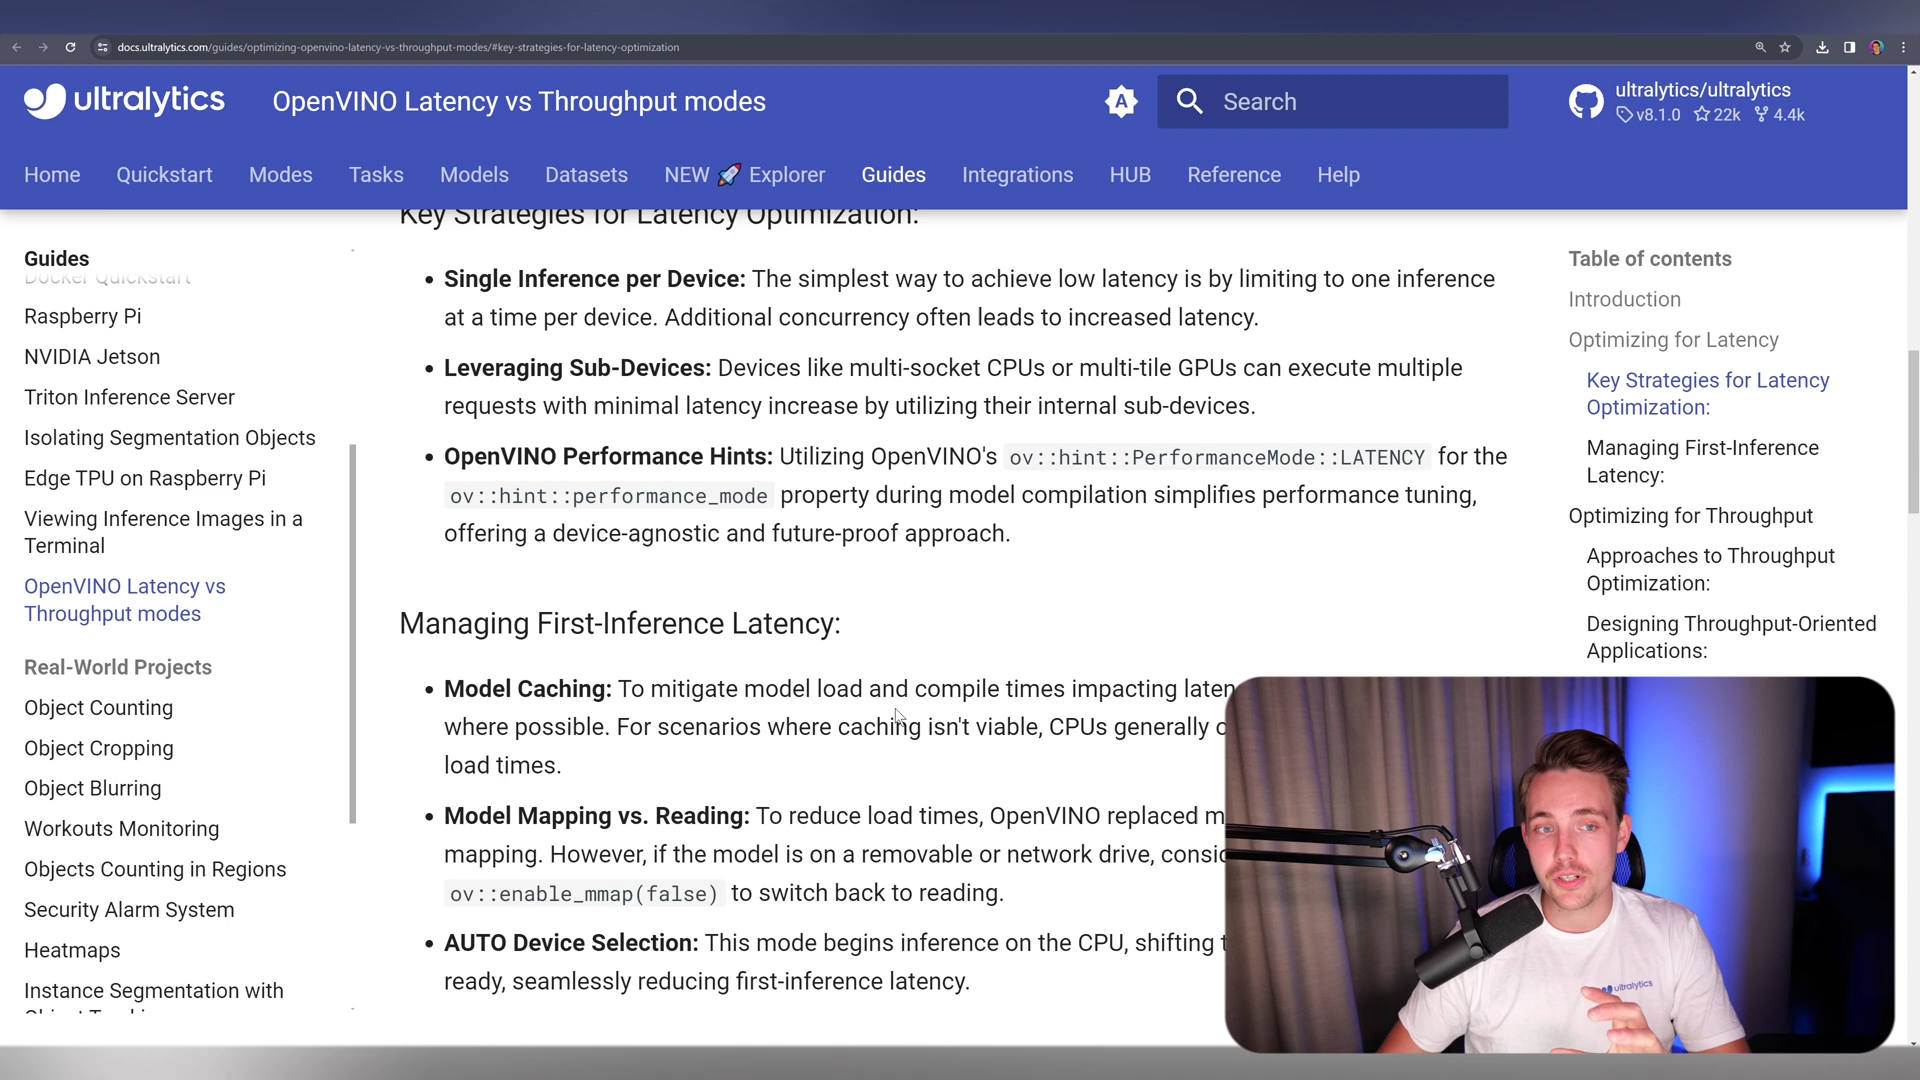 docs.ultralytics.com/guides/optimizing-openvino-latency-vs-throughput-modes/#key-strategies-for-latency-optimization
ultralytics
OpenVINO Latency vs Throughput modes
A
Search
ultralytics/ultralytics
v8.1.0 22k 4.4k
Home
Quickstart
Modes
Tasks
Models
Datasets
NEW 🚀 Explorer
Guides
Integrations
HUB
Reference
Help
Guides
Docker Quickstart
Raspberry Pi
NVIDIA Jetson
Triton Inference Server
Isolating Segmentation Objects
Edge TPU on Raspberry Pi
Viewing Inference Images in a
Terminal
OpenVINO Latency vs
Throughput modes
Real-World Projects
Object Counting
Object Cropping
Object Blurring
Workouts Monitoring
Objects Counting in Regions
Security Alarm System
Heatmaps
Instance Segmentation with
Key Strategies for Latency Optimization:
• Single Inference per Device: The simplest way to achieve low latency is by limiting to one inference
at a time per device. Additional concurrency often leads to increased latency.
• Leveraging Sub-Devices: Devices like multi-socket CPUs or multi-tile GPUs can execute multiple
requests with minimal latency increase by utilizing their internal sub-devices.
• OpenVINO Performance Hints: Utilizing OpenVINO's ov::hint::PerformanceMode::LATENCY for the
ov::hint::performance_mode property during model compilation simplifies performance tuning,
offering a device-agnostic and future-proof approach.
Managing First-Inference Latency:
• Model Caching: To mitigate model load and compile times impacting laten
where possible. For scenarios where caching isn't viable, CPUs generally
load times.
• Model Mapping vs. Reading: To reduce load times, OpenVINO replaced m
mapping. However, if the model is on a removable or network drive, consid
ov::enable_mmap(false) to switch back to reading.
• AUTO Device Selection: This mode begins inference on the CPU, shifting t
ready, seamlessly reducing first-inference latency.
Table of contents
Introduction
Optimizing for Latency
Key Strategies for Latency
Optimization:
Managing First-Inference
Latency:
Optimizing for Throughput
Approaches to Throughput
Optimization:
Designing Throughput-Oriented
Applications:
ultralytics